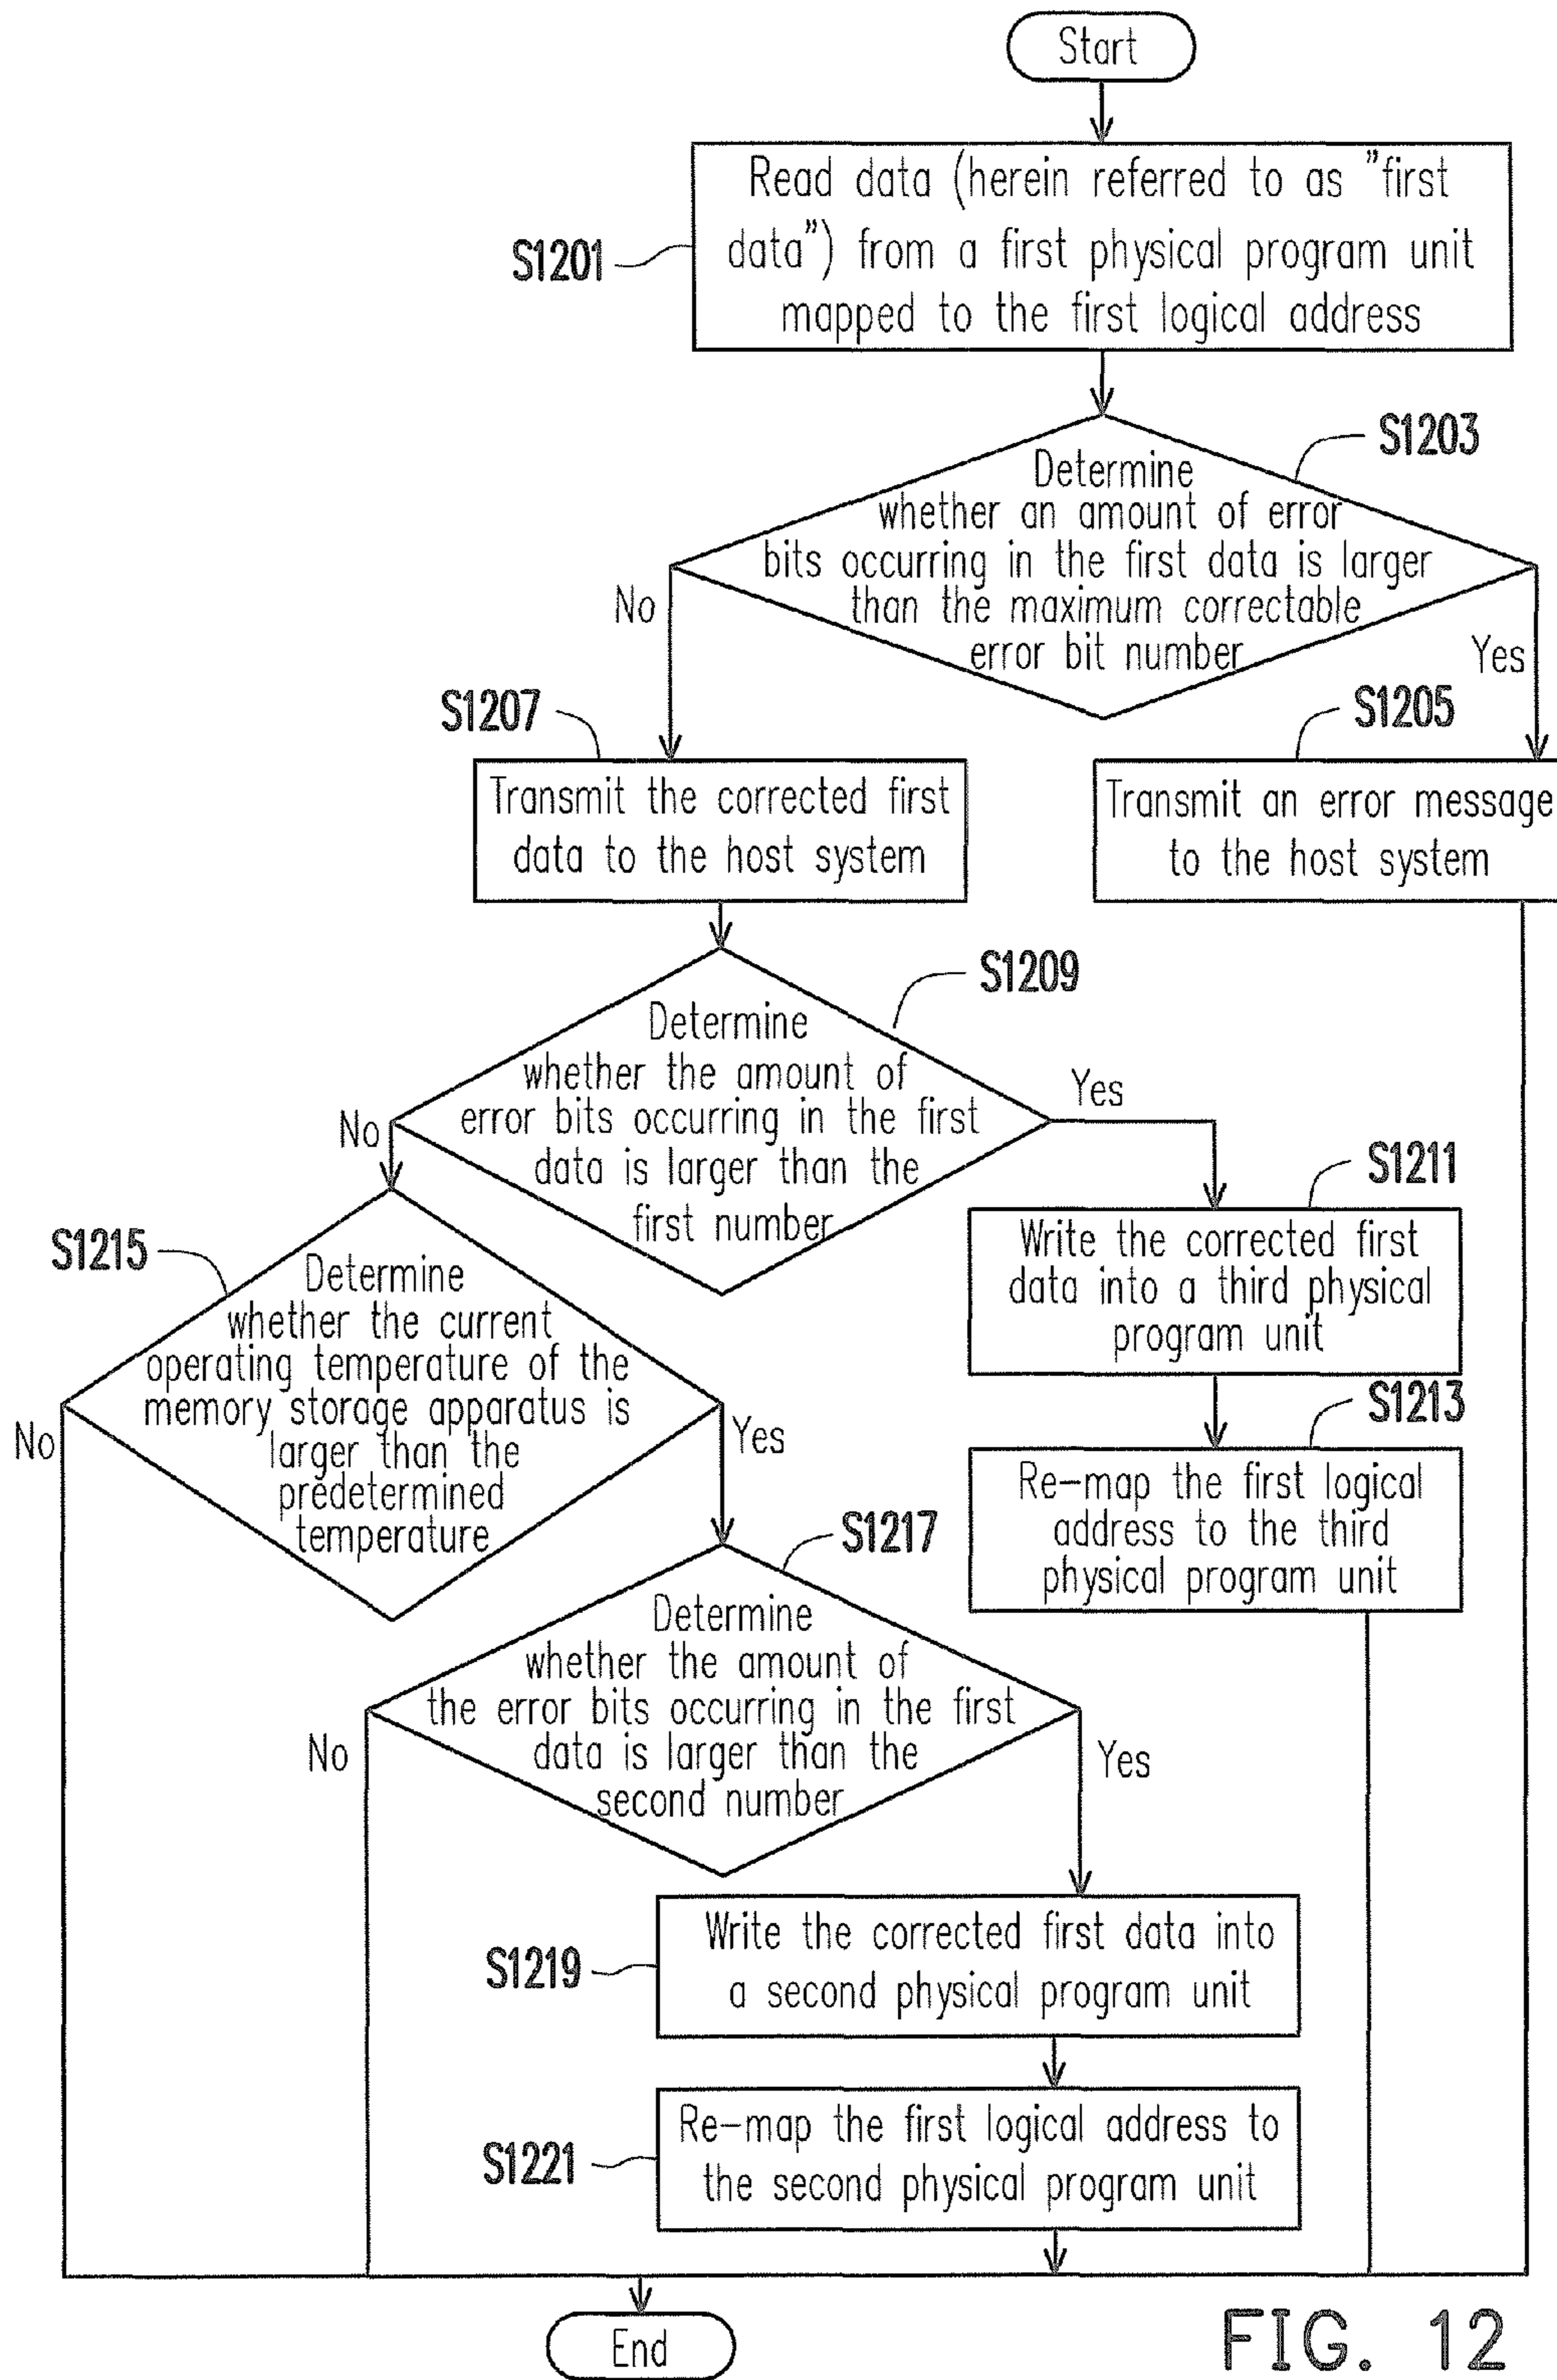 Start
Read data (herein referred to as "first
data") from a first physical program unit
mapped to the first logical address
S1201
S1203
Determine
whether an amount of error
bits occurring in the first data is larger
than the maximum correctable
error bit number
No
Yes
S1207
S1205
Transmit the corrected first
data to the host system
Transmit an error message
to the host system
S1209
Determine
whether the amount of
error bits occurring in the first
data is larger than the
first number
No
Yes
S1211
Write the corrected first
data into a third physical
program unit
S1213
Re-map the first logical
address to the third
physical program unit
S1215
Determine
whether the current
operating temperature of the
memory storage apparatus is
larger than the
predetermined
temperature
No
Yes
S1217
Determine
whether the amount of
the error bits occurring in the first
data is larger than the
second number
No
Yes
S1219
Write the corrected first data into
a second physical program unit
S1221
Re-map the first logical address to
the second physical program unit
End
FIG. 12